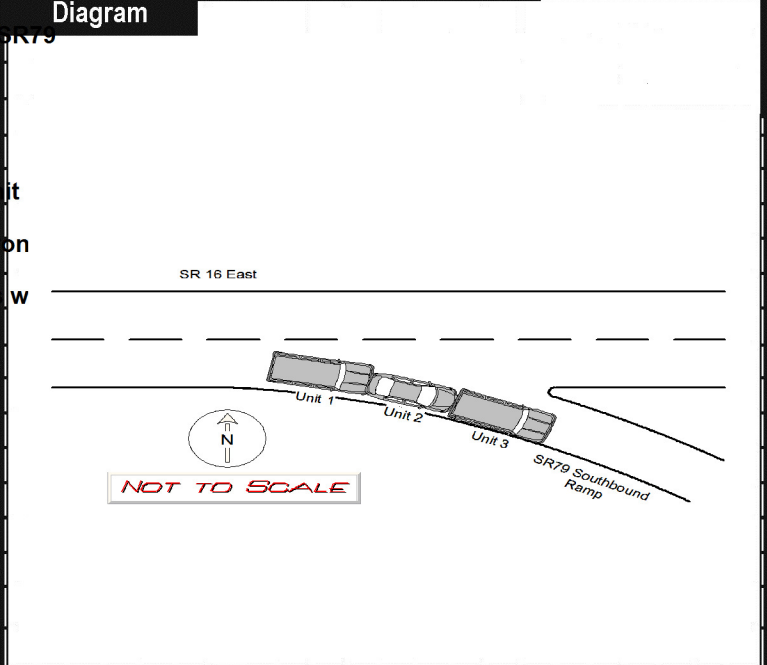 Diagram
SR79
it
on
w
SR 16 East
Unit 1
Unit 2
Unit 3
N
SR79 Southbound
Ramp
NOT TO SCALE